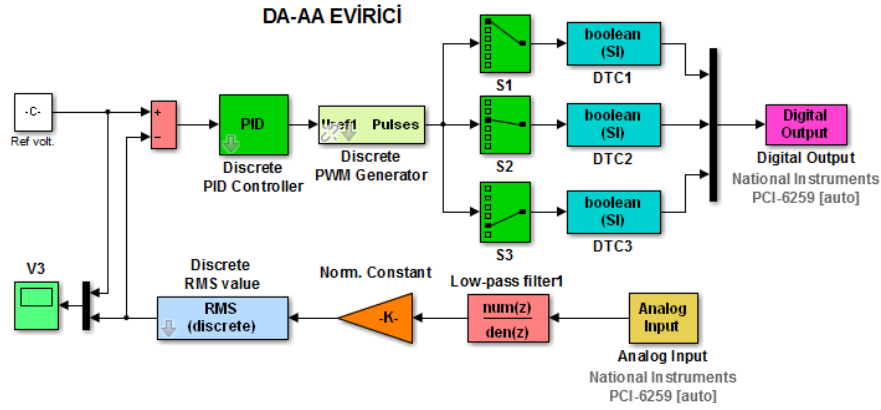 DA-AA EVİRİCİ
-C-
Ref volt.
+
−
PID
Discrete
PID Controller
Uref1 Pulses
Discrete
PWM Generator
S1
S2
S3
boolean
(SI)
DTC1
boolean
(SI)
DTC2
boolean
(SI)
DTC3
Digital
Output
Digital Output
National Instruments
PCI-6259 [auto]
V3
Discrete
RMS value
RMS
(discrete)
Norm. Constant
-K-
Low-pass filter1
num(z)
den(z)
Analog
Input
Analog Input
National Instruments
PCI-6259 [auto]